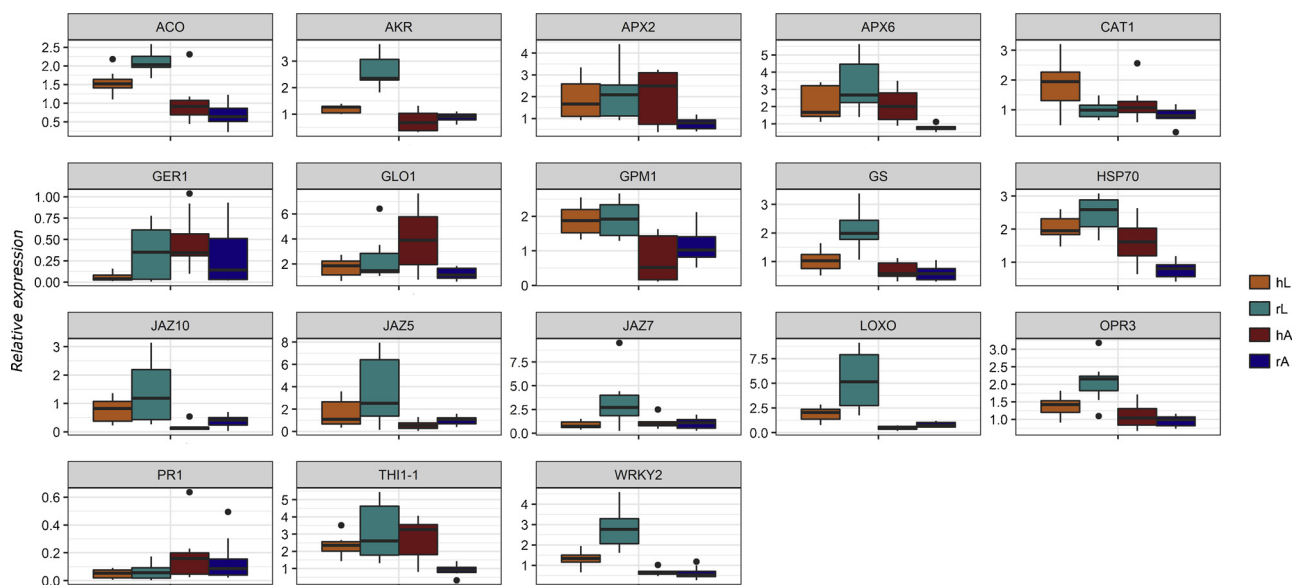 ACO AKR APX2 APX6 CAT1
2.5 2.0 1.5 1.0 0.5
3 2 1
4 3 2 1
5 4 3 2 1
3 2 1
GER1 GLO1 GPM1 GS HSP70
1.00 0.75 0.50 0.25 0.00
6 4 2
2 1 0
3 2 1
3 2 1
Relative expression
hL
rL
hA
rA
JAZ10 JAZ5 JAZ7 LOXO OPR3
3 2 1 0
8 6 4 2 0
7.5 5.0 2.5 0.0
7.5 5.0 2.5 0.0
3.0 2.5 2.0 1.5 1.0
PR1 THI1-1 WRKY2
0.6 0.4 0.2 0.0
5 4 3 2 1
4 3 2 1